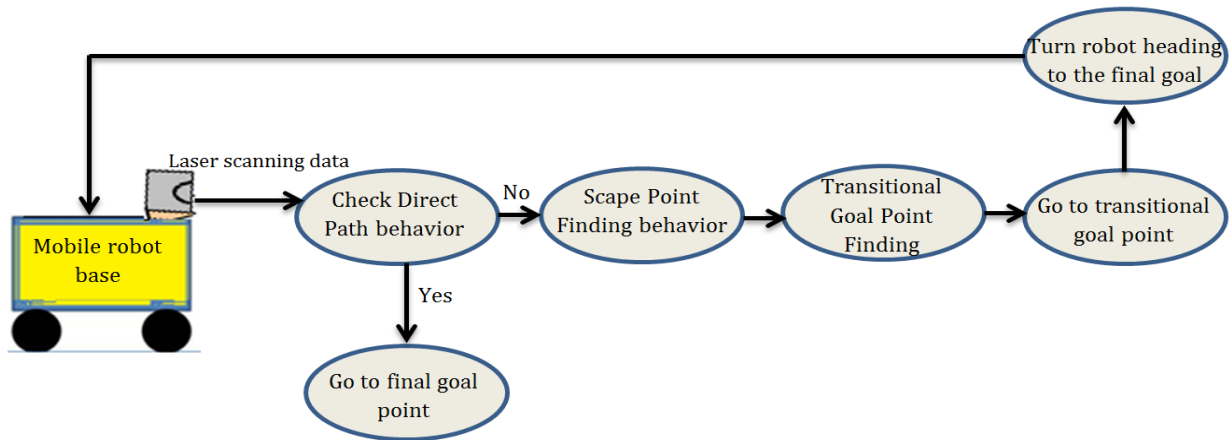 Turn robot heading
to the final goal
Laser scanning data
Mobile robot
base
Check Direct
Path behavior
No
Scape Point
Finding behavior
Transitional
Goal Point
Finding
Go to transitional
goal point
Yes
Go to final goal
point